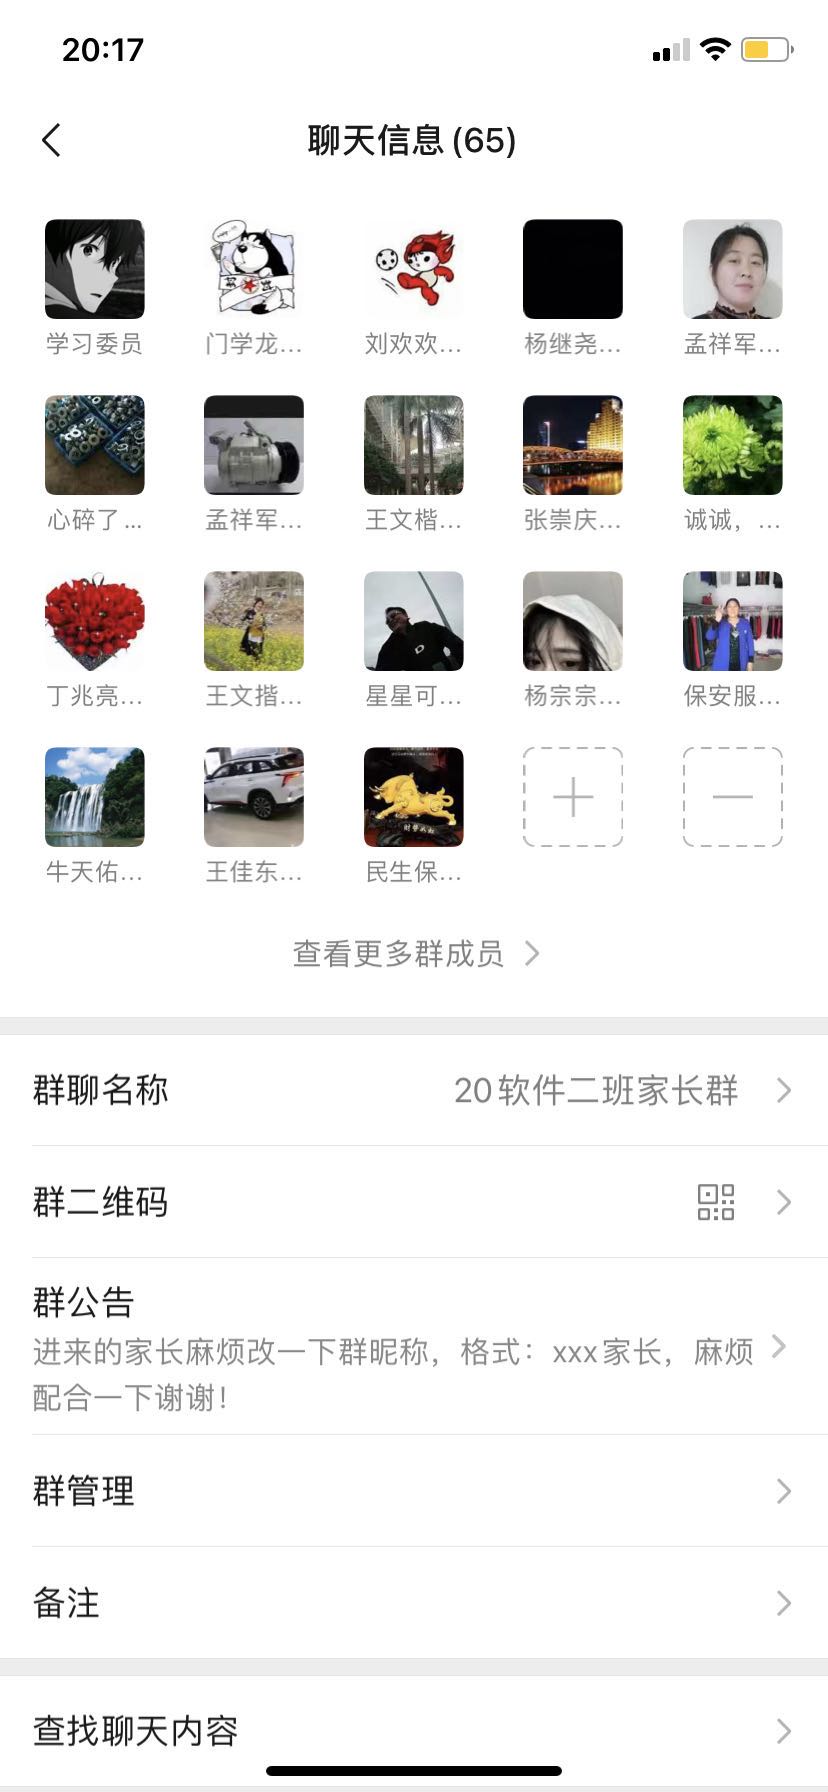 20:17
聊天信息(65)
学习委员
门学龙...
刘欢欢...
杨继尧...
孟祥军...
心碎了...
孟祥军...
王文楷...
张崇庆...
诚诚，...
丁兆亮...
王文揩...
星星可...
杨宗宗...
保安服...
牛天佑...
王佳东...
民生保...
查看更多群成员
群聊名称
20软件二班家长群
群二维码
群公告
进来的家长麻烦改一下群昵称，格式：xxx家长，麻烦
配合一下谢谢！
群管理
备注
查找聊天内容